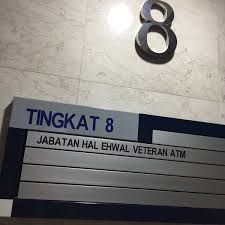 8
TINGKAT 8
JABATAN HAL EHWAL VETERAN ATM